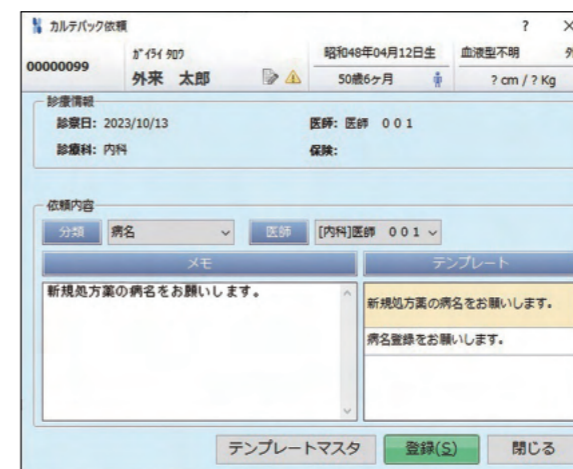 カルテバック依頼 ? ×
00000099
ガイライ タロウ
外来 太郎
昭和48年04月12日生 血液型不明
50歳6ヶ月 ? cm / ? Kg
診療情報
診察日: 2023/10/13 医師: 医師 001
診療科: 内科 保険:
依頼内容
分類 病名 医師 [内科]医師 001
メモ テンプレート
新規処方薬の病名をお願いします。
新規処方薬の病名をお願いします。
病名登録をお願いします。
テンプレートマスタ 登録(S) 閉じる